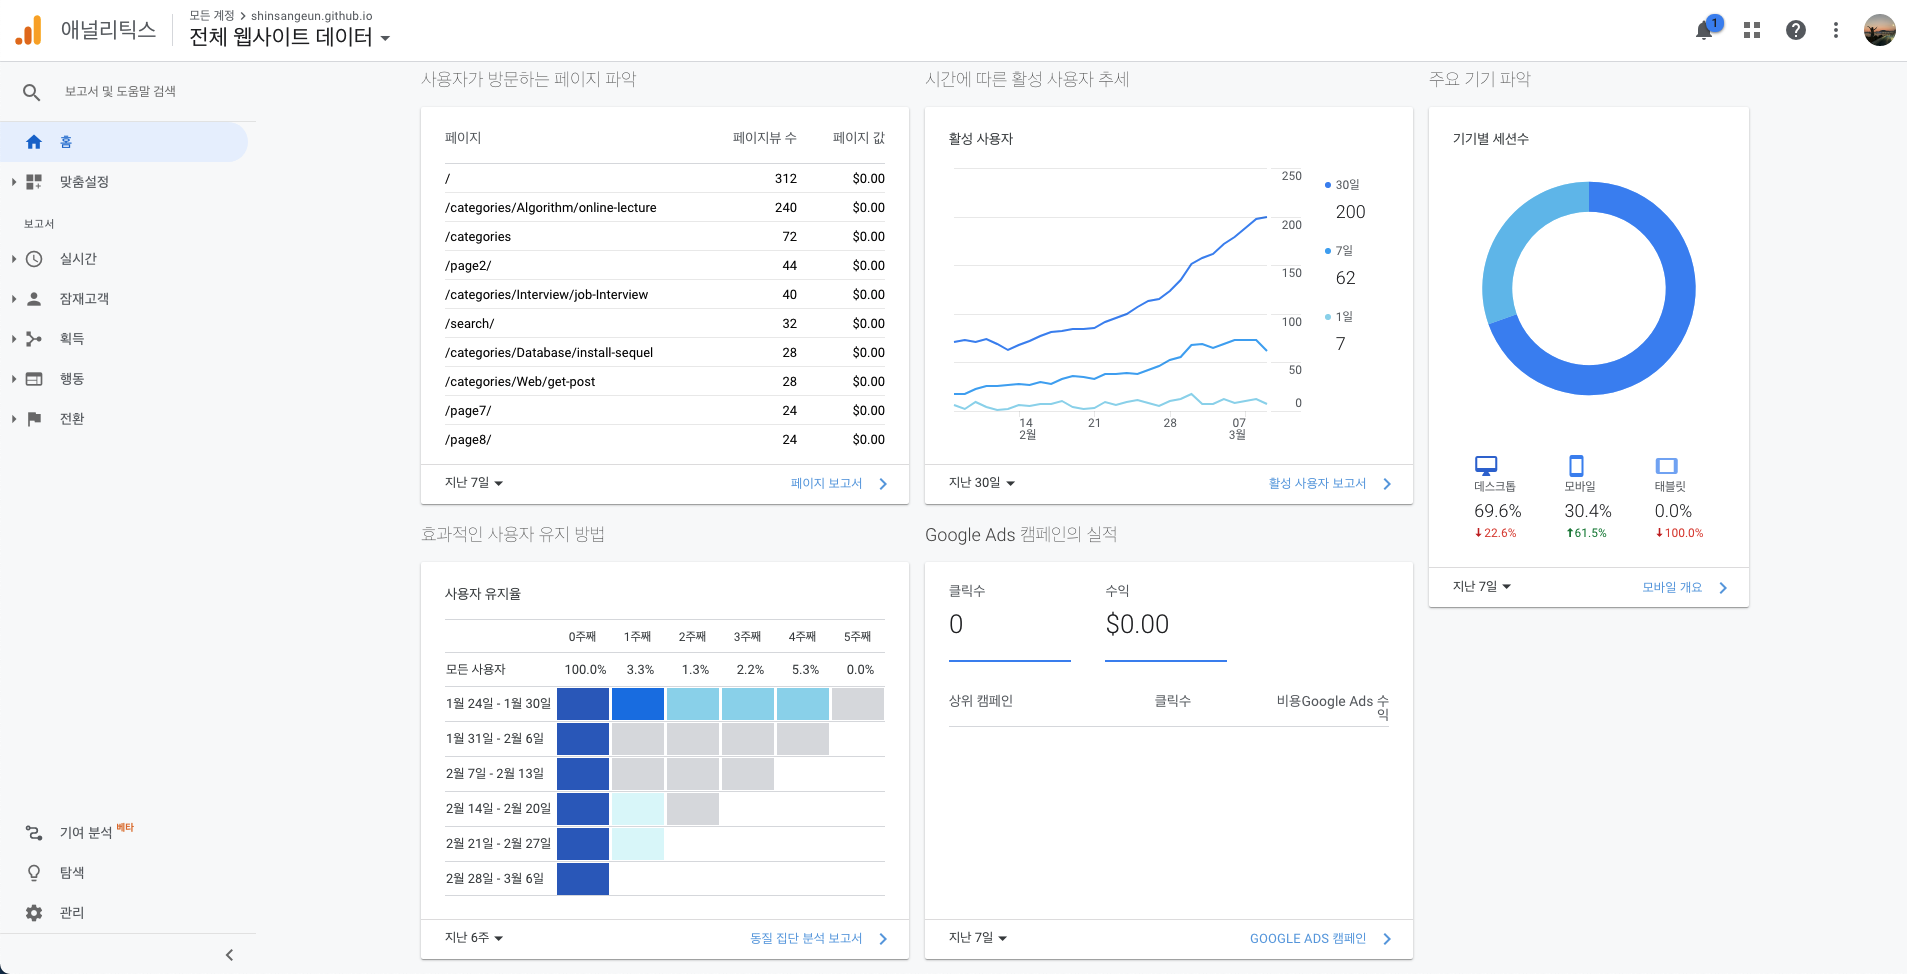 애널리틱스
모든 계정 > shinsangeun.github.io
전체 웹사이트 데이터
1
보고서 및 도움말 검색
홈
맞춤설정
보고서
실시간
잠재고객
획득
행동
전환
기여 분석 베타
탐색
관리
사용자가 방문하는 페이지 파악
페이지 페이지뷰 수 페이지 값
/ 312 $0.00
/categories/Algorithm/online-lecture 240 $0.00
/categories 72 $0.00
/page2/ 44 $0.00
/categories/Interview/job-Interview 40 $0.00
/search/ 32 $0.00
/categories/Database/install-sequel 28 $0.00
/categories/Web/get-post 28 $0.00
/page7/ 24 $0.00
/page8/ 24 $0.00
지난 7일 페이지 보고서
시간에 따른 활성 사용자 추세
활성 사용자
250
200
150
100
50
0
14 21 28 07
2월 3월
30일
200
7일
62
1일
7
지난 30일 활성 사용자 보고서
주요 기기 파악
기기별 세션수
데스크톱 모바일 태블릿
69.6% 30.4% 0.0%
22.6% 61.5% 100.0%
지난 7일 모바일 개요
효과적인 사용자 유지 방법
사용자 유지율
0주째 1주째 2주째 3주째 4주째 5주째
모든 사용자 100.0% 3.3% 1.3% 2.2% 5.3% 0.0%
1월 24일 - 1월 30일
1월 31일 - 2월 6일
2월 7일 - 2월 13일
2월 14일 - 2월 20일
2월 21일 - 2월 27일
2월 28일 - 3월 6일
지난 6주 동질 집단 분석 보고서
Google Ads 캠페인의 실적
클릭수 수익
0 $0.00
상위 캠페인 클릭수 비용Google Ads 수
익
지난 7일 GOOGLE ADS 캠페인